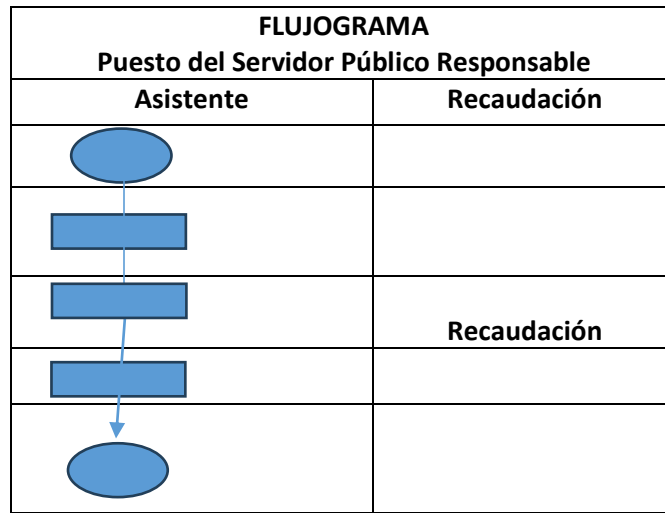 FLUJOGRAMA
Puesto del Servidor Público Responsable
Asistente
Recaudación
Recaudación